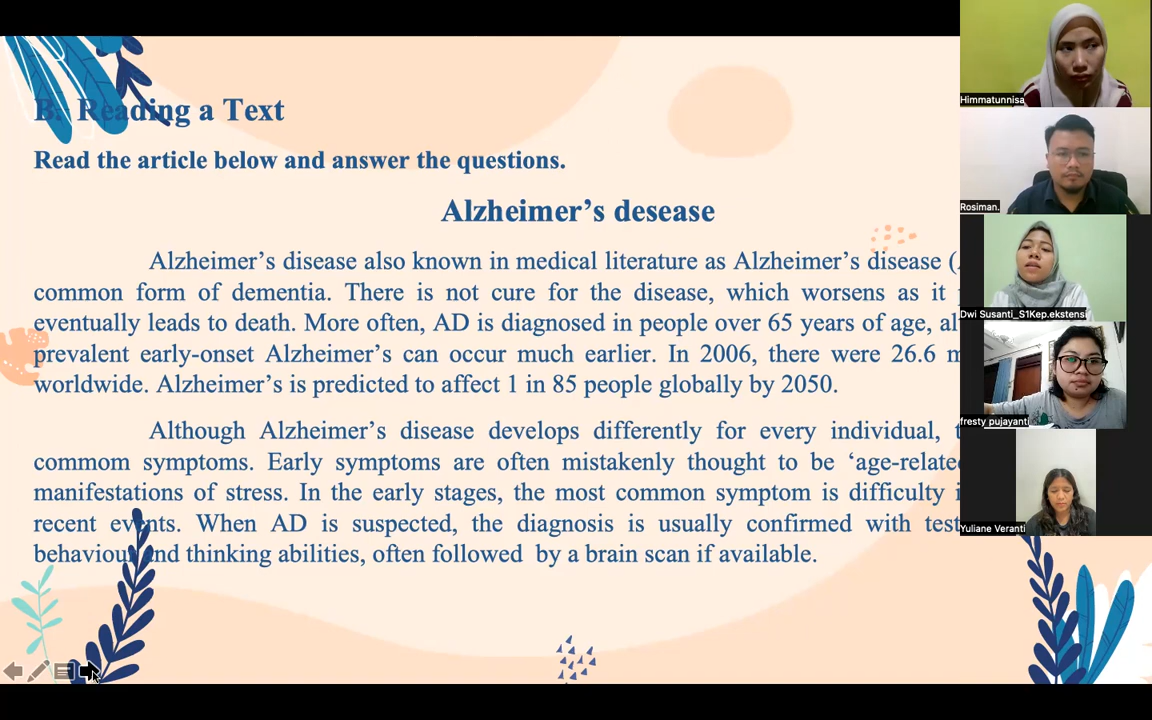 B. Reading a Text
Read the article below and answer the questions.
Alzheimer’s desease
Alzheimer’s disease also known in medical literature as Alzheimer’s disease (
common form of dementia. There is not cure for the disease, which worsens as it
eventually leads to death. More often, AD is diagnosed in people over 65 years of age,
prevalent early-onset Alzheimer’s can occur much earlier. In 2006, there were 26.6
worldwide. Alzheimer’s is predicted to affect 1 in 85 people globally by 2050.
Although Alzheimer’s disease develops differently for every individual,
commom symptoms. Early symptoms are often mistakenly thought to be ‘age-related
manifestations of stress. In the early stages, the most common symptom is difficulty
recent events. When AD is suspected, the diagnosis is usually confirmed with
behaviour and thinking abilities, often followed by a brain scan if available.
Himmatunnisa
Rosiman.
Dwi Susanti_S1Kep.ekstensi
fresty pujayanti
Yuliane Veranti